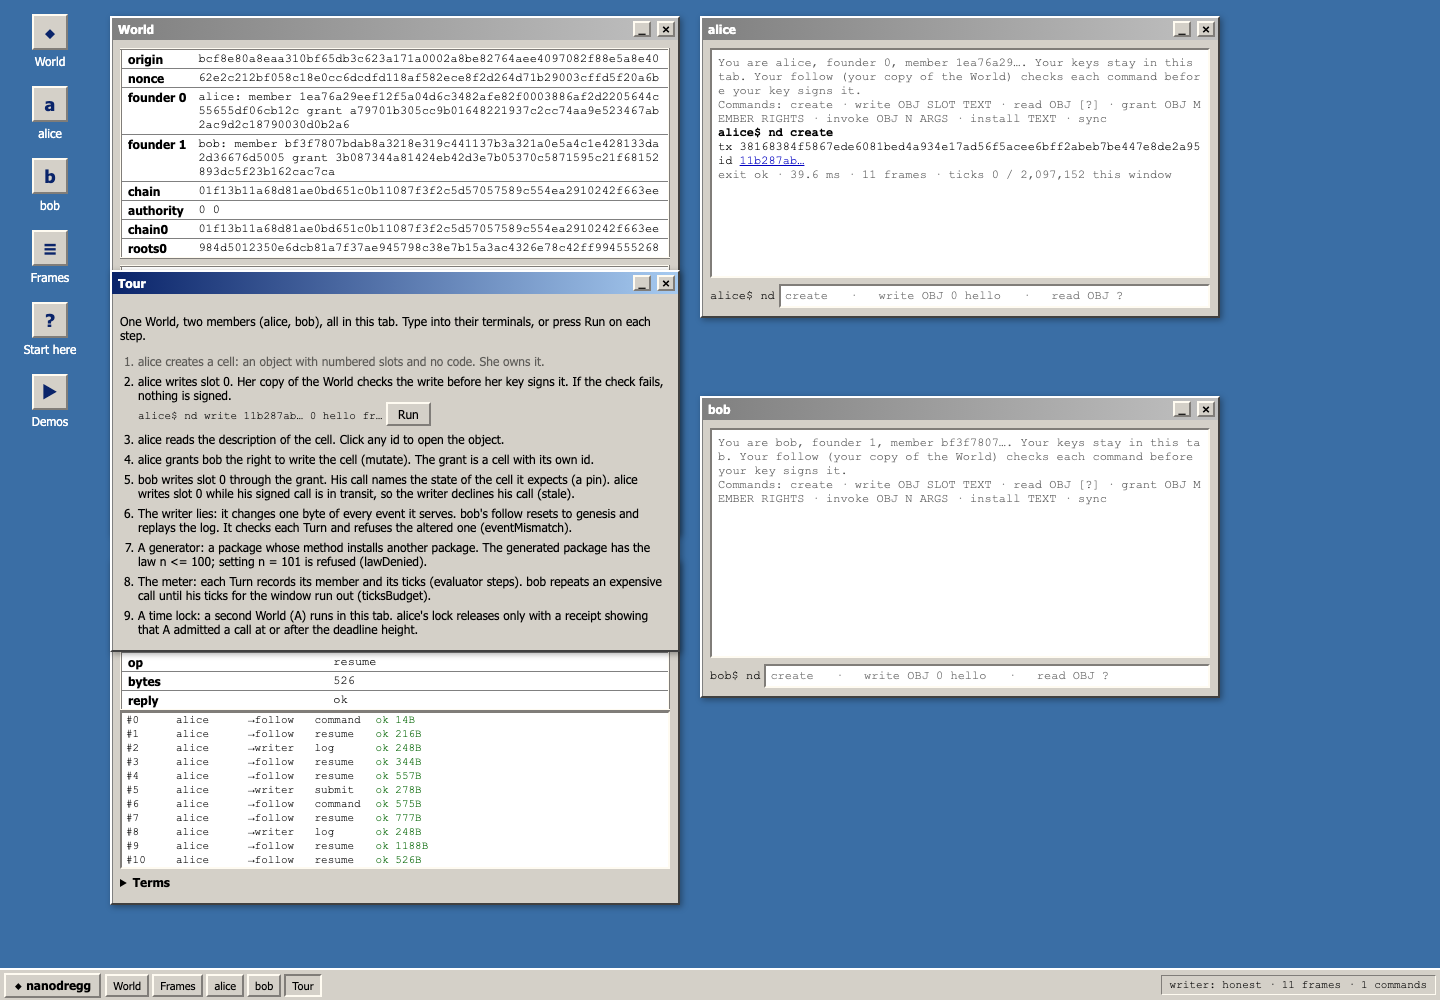 World
alice
bob
Frames
Start here
Demos
World
origin bcf8e80a8eaa310bf65db3c623a171a0002a8be82764aee4097082f88e5a8e40
nonce 62e2c212bf058c18e0cc6dcdfd118af582ece8f2d264d71b29003cffd5f20a6b
founder 0 alice: member 1ea76a29eef12f5a04d6c3482afe82f0003886af2d2205644c
55655df06cb12c grant a79701b305cc9b01648221937c2cc74aa9e523467ab
2ac9d2c18790030d0b2a6
founder 1 bob: member bf3f7807bdab8a3218e319c441137b3a321a0e5a4c1e428133da
2d36676d5005 grant 3b087344a81424eb42d3e7b05370c5871595c21f68152
893dc5f23b162cac7ca
chain 01f13b11a68d81ae0bd651c0b11087f3f2c5d57057589c554ea2910242f663ee
authority 0 0
chain0 01f13b11a68d81ae0bd651c0b11087f3f2c5d57057589c554ea2910242f663ee
roots0 984d5012350e6dcb81a7f37ae945798c38e7b15a3ac4326e78c42ff994555268
Tour
One World, two members (alice, bob), all in this tab. Type into their terminals, or press Run on each
step.
1. alice creates a cell: an object with numbered slots and no code. She owns it.
2. alice writes slot 0. Her copy of the World checks the write before her key signs it. If the check fails,
nothing is signed.
alice$ nd write 11b287ab… 0 hello fr… Run
3. alice reads the description of the cell. Click any id to open the object.
4. alice grants bob the right to write the cell (mutate). The grant is a cell with its own id.
5. bob writes slot 0 through the grant. His call names the state of the cell it expects (a pin). alice
writes slot 0 while his signed call is in transit, so the writer declines his call (stale).
6. The writer lies: it changes one byte of every event it serves. bob's follow resets to genesis and
replays the log. It checks each Turn and refuses the altered one (eventMismatch).
7. A generator: a package whose method installs another package. The generated package has the
law n <= 100; setting n = 101 is refused (lawDenied).
8. The meter: each Turn records its member and its ticks (evaluator steps). bob repeats an expensive
call until his ticks for the window run out (ticksBudget).
9. A time lock: a second World (A) runs in this tab. alice's lock releases only with a receipt showing
that A admitted a call at or after the deadline height.
op resume
bytes 526
reply ok
#0 alice →follow command ok 14B
#1 alice →follow resume ok 216B
#2 alice →writer log ok 248B
#3 alice →follow resume ok 344B
#4 alice →follow resume ok 557B
#5 alice →writer submit ok 278B
#6 alice →follow command ok 575B
#7 alice →follow resume ok 777B
#8 alice →writer log ok 248B
#9 alice →follow resume ok 1188B
#10 alice →follow resume ok 526B
Terms
alice
You are alice, founder 0, member 1ea76a29…. Your keys stay in this
tab. Your follow (your copy of the World) checks each command befor
e your key signs it.
Commands: create · write OBJ SLOT TEXT · read OBJ [?] · grant OBJ M
EMBER RIGHTS · invoke OBJ N ARGS · install TEXT · sync
alice$ nd create
tx 38168384f5867ede6081bed4a934e17ad56f5acee6bff2abeb7be447e8de2a95
id 11b287ab…
exit ok · 39.6 ms · 11 frames · ticks 0 / 2,097,152 this window
alice$ nd create · write OBJ 0 hello · read OBJ ?
bob
You are bob, founder 1, member bf3f7807…. Your keys stay in this ta
b. Your follow (your copy of the World) checks each command before
your key signs it.
Commands: create · write OBJ SLOT TEXT · read OBJ [?] · grant OBJ M
EMBER RIGHTS · invoke OBJ N ARGS · install TEXT · sync
bob$ nd create · write OBJ 0 hello · read OBJ ?
nanodregg World Frames alice bob Tour
writer: honest · 11 frames · 1 commands